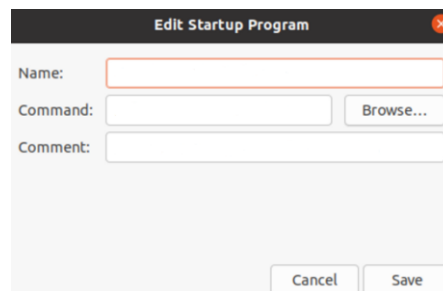 Edit Startup Program
Name:
Command:
Browse...
Comment:
Cancel
Save